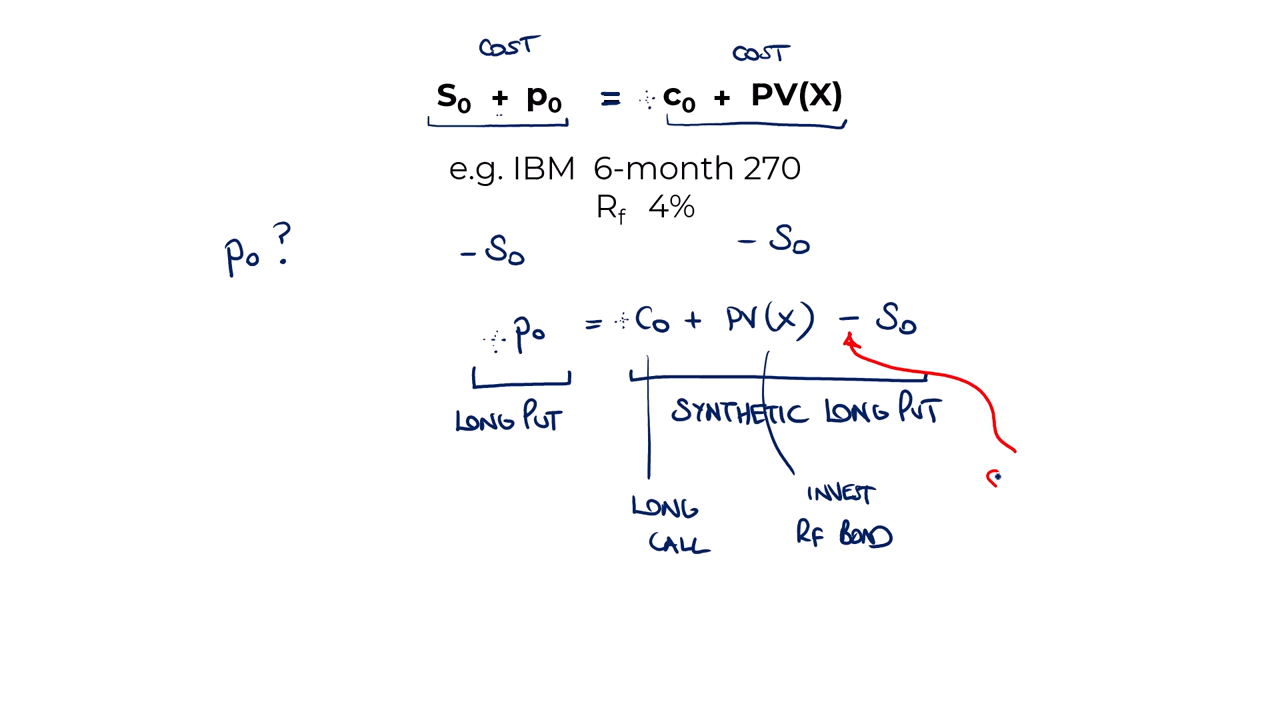 COST COST
S₀ + p₀ = c₀ + PV(X)
e.g. IBM 6-month 270
Rf 4%
p₀ ? - S₀ - S₀
p₀ = C₀ + PV(X) - S₀
LONG PUT SYNTHETIC LONG PUT
LONG CALL
INVEST RF BOND